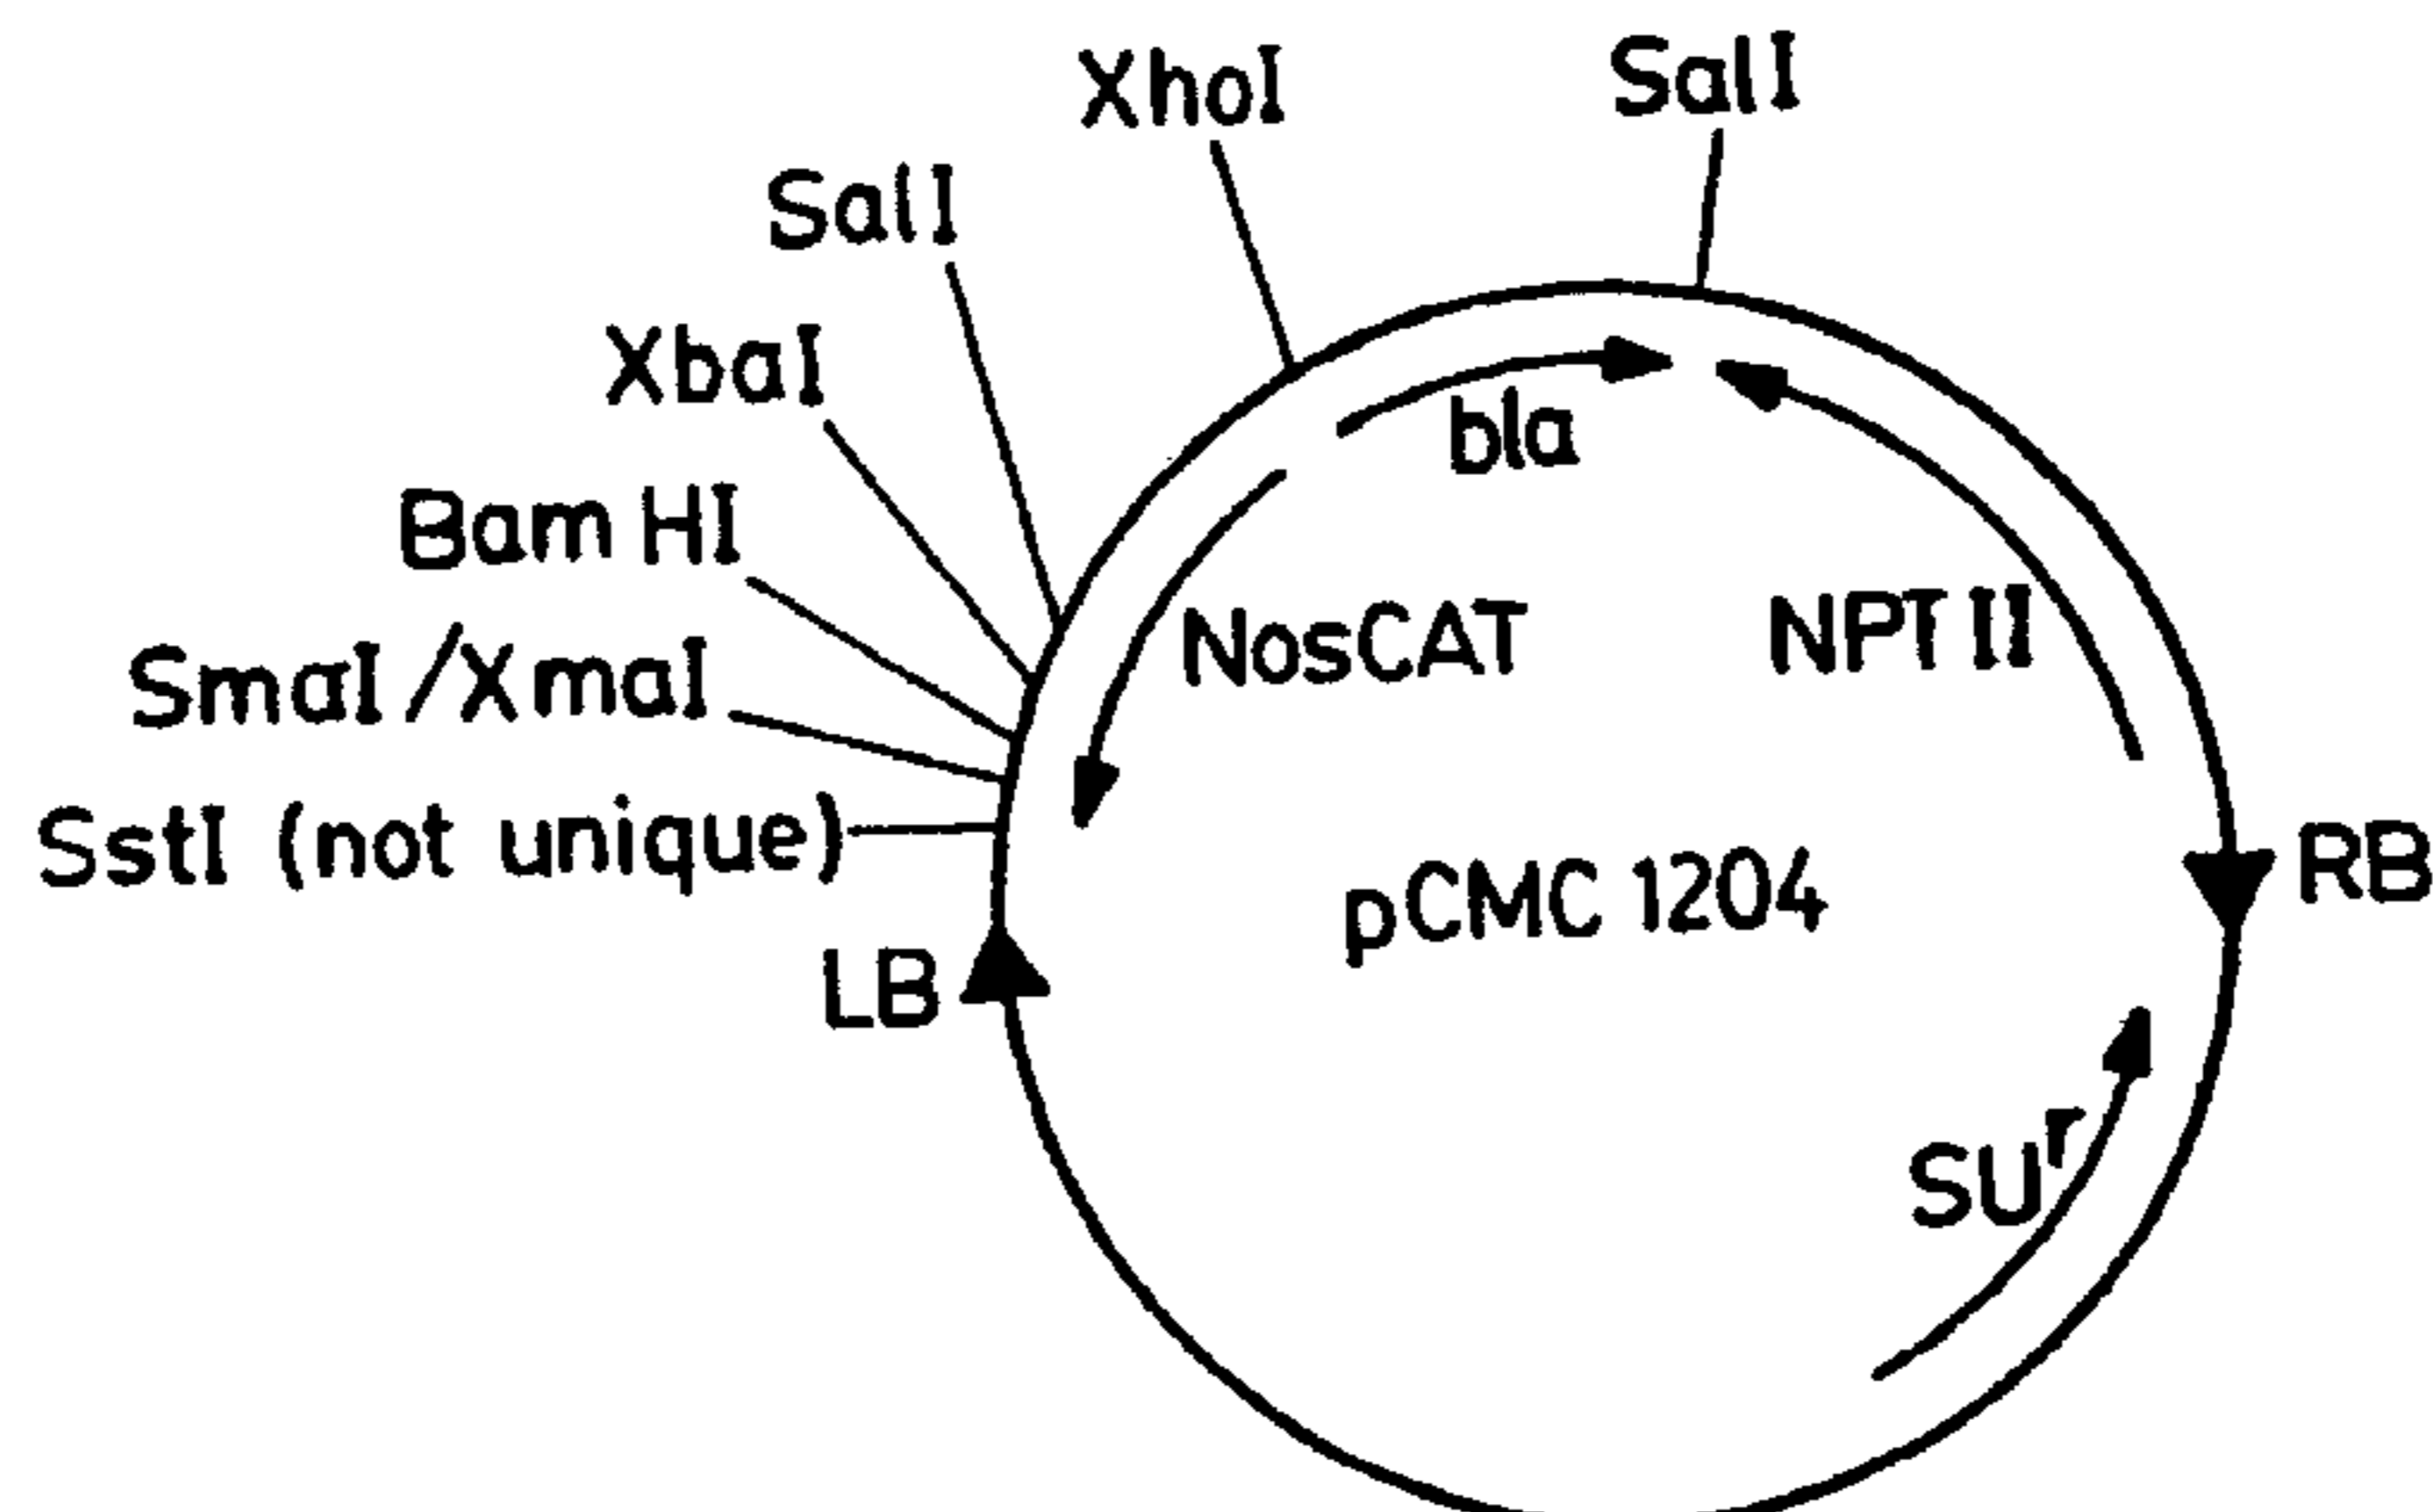 XhoI
SalI
SalI
XbaI
Bam HI
SmaI/XmaI
SstI (not unique)
bla
NosCAT
NPT II
pCMC 1204
RB
LB
SUr